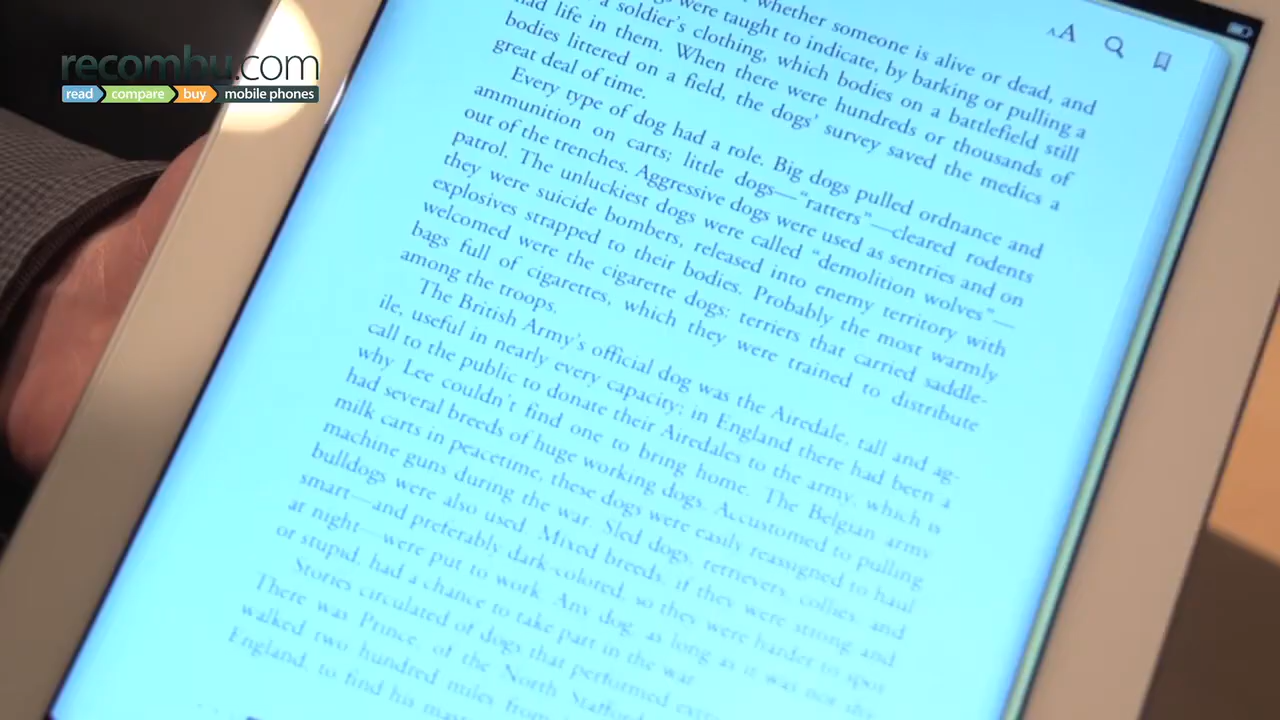 recombu.com
read compare buy mobile phones
AA
whether someone is alive or dead, and
were taught to indicate, by barking or pulling a
a soldier's clothing, which bodies on a battlefield still
had life in them. When there were hundreds or thousands of
bodies littered on a field, the dogs' survey saved the medics a
great deal of time.
Every type of dog had a role. Big dogs pulled ordnance and
ammunition on carts; little dogs—"ratters"—cleared rodents
out of the trenches. Aggressive dogs were used as sentries and on
patrol. The unluckiest dogs were called "demolition wolves"—
they were suicide bombers, released into enemy territory with
explosives strapped to their bodies. Probably the most warmly
welcomed were the cigarette dogs: terriers that carried saddle-
bags full of cigarettes, which they were trained to distribute
among the troops.
The British Army's official dog was the Airedale, tall and ag-
ile, useful in nearly every capacity; in England there had been a
call to the public to donate their Airedales to the army, which is
why Lee couldn't find one to bring home. The Belgian army
had several breeds of huge working dogs. Accustomed to pulling
milk carts in peacetime, these dogs were easily reassigned to haul
machine guns during the war. Sled dogs, retrievers, collies, and
bulldogs were also used. Mixed breeds, if they were strong and
smart—and preferably dark-colored, so they were harder to spot
at night—were put to work. Any dog, as long as it was not shy
or stupid, had a chance to take part in the war.
Stories circulated of dogs that performed
There was Prince, of the North
walked two hundred miles from
England, to find his